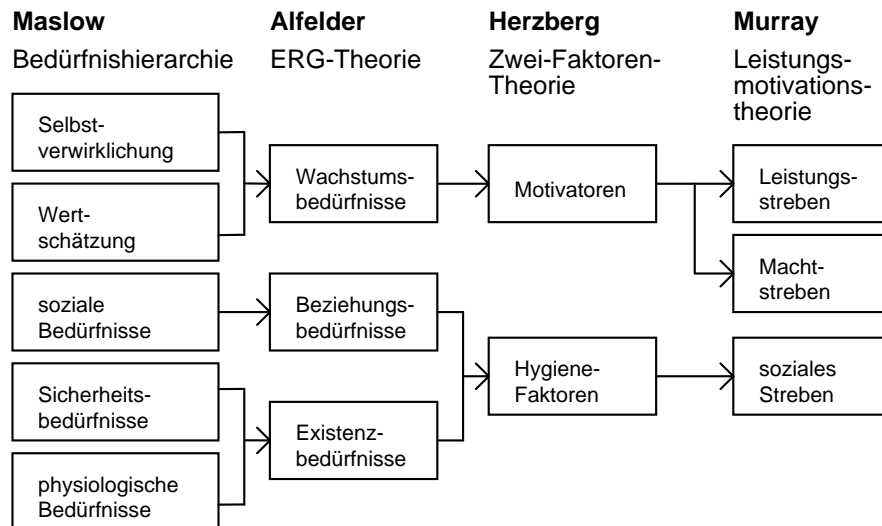 Maslow
Bedürfnishierarchie
Selbst-
verwirklichung
Wert-
schätzung
soziale
Bedürfnisse
Sicherheits-
bedürfnisse
physiologische
Bedürfnisse
Alfelder
ERG-Theorie
Wachstums-
bedürfnisse
Beziehungs-
bedürfnisse
Existenz-
bedürfnisse
Herzberg
Zwei-Faktoren-
Theorie
Motivatoren
Hygiene-
Faktoren
Murray
Leistungs-
motivations-
theorie
Leistungs-
streben
Macht-
streben
soziales
Streben